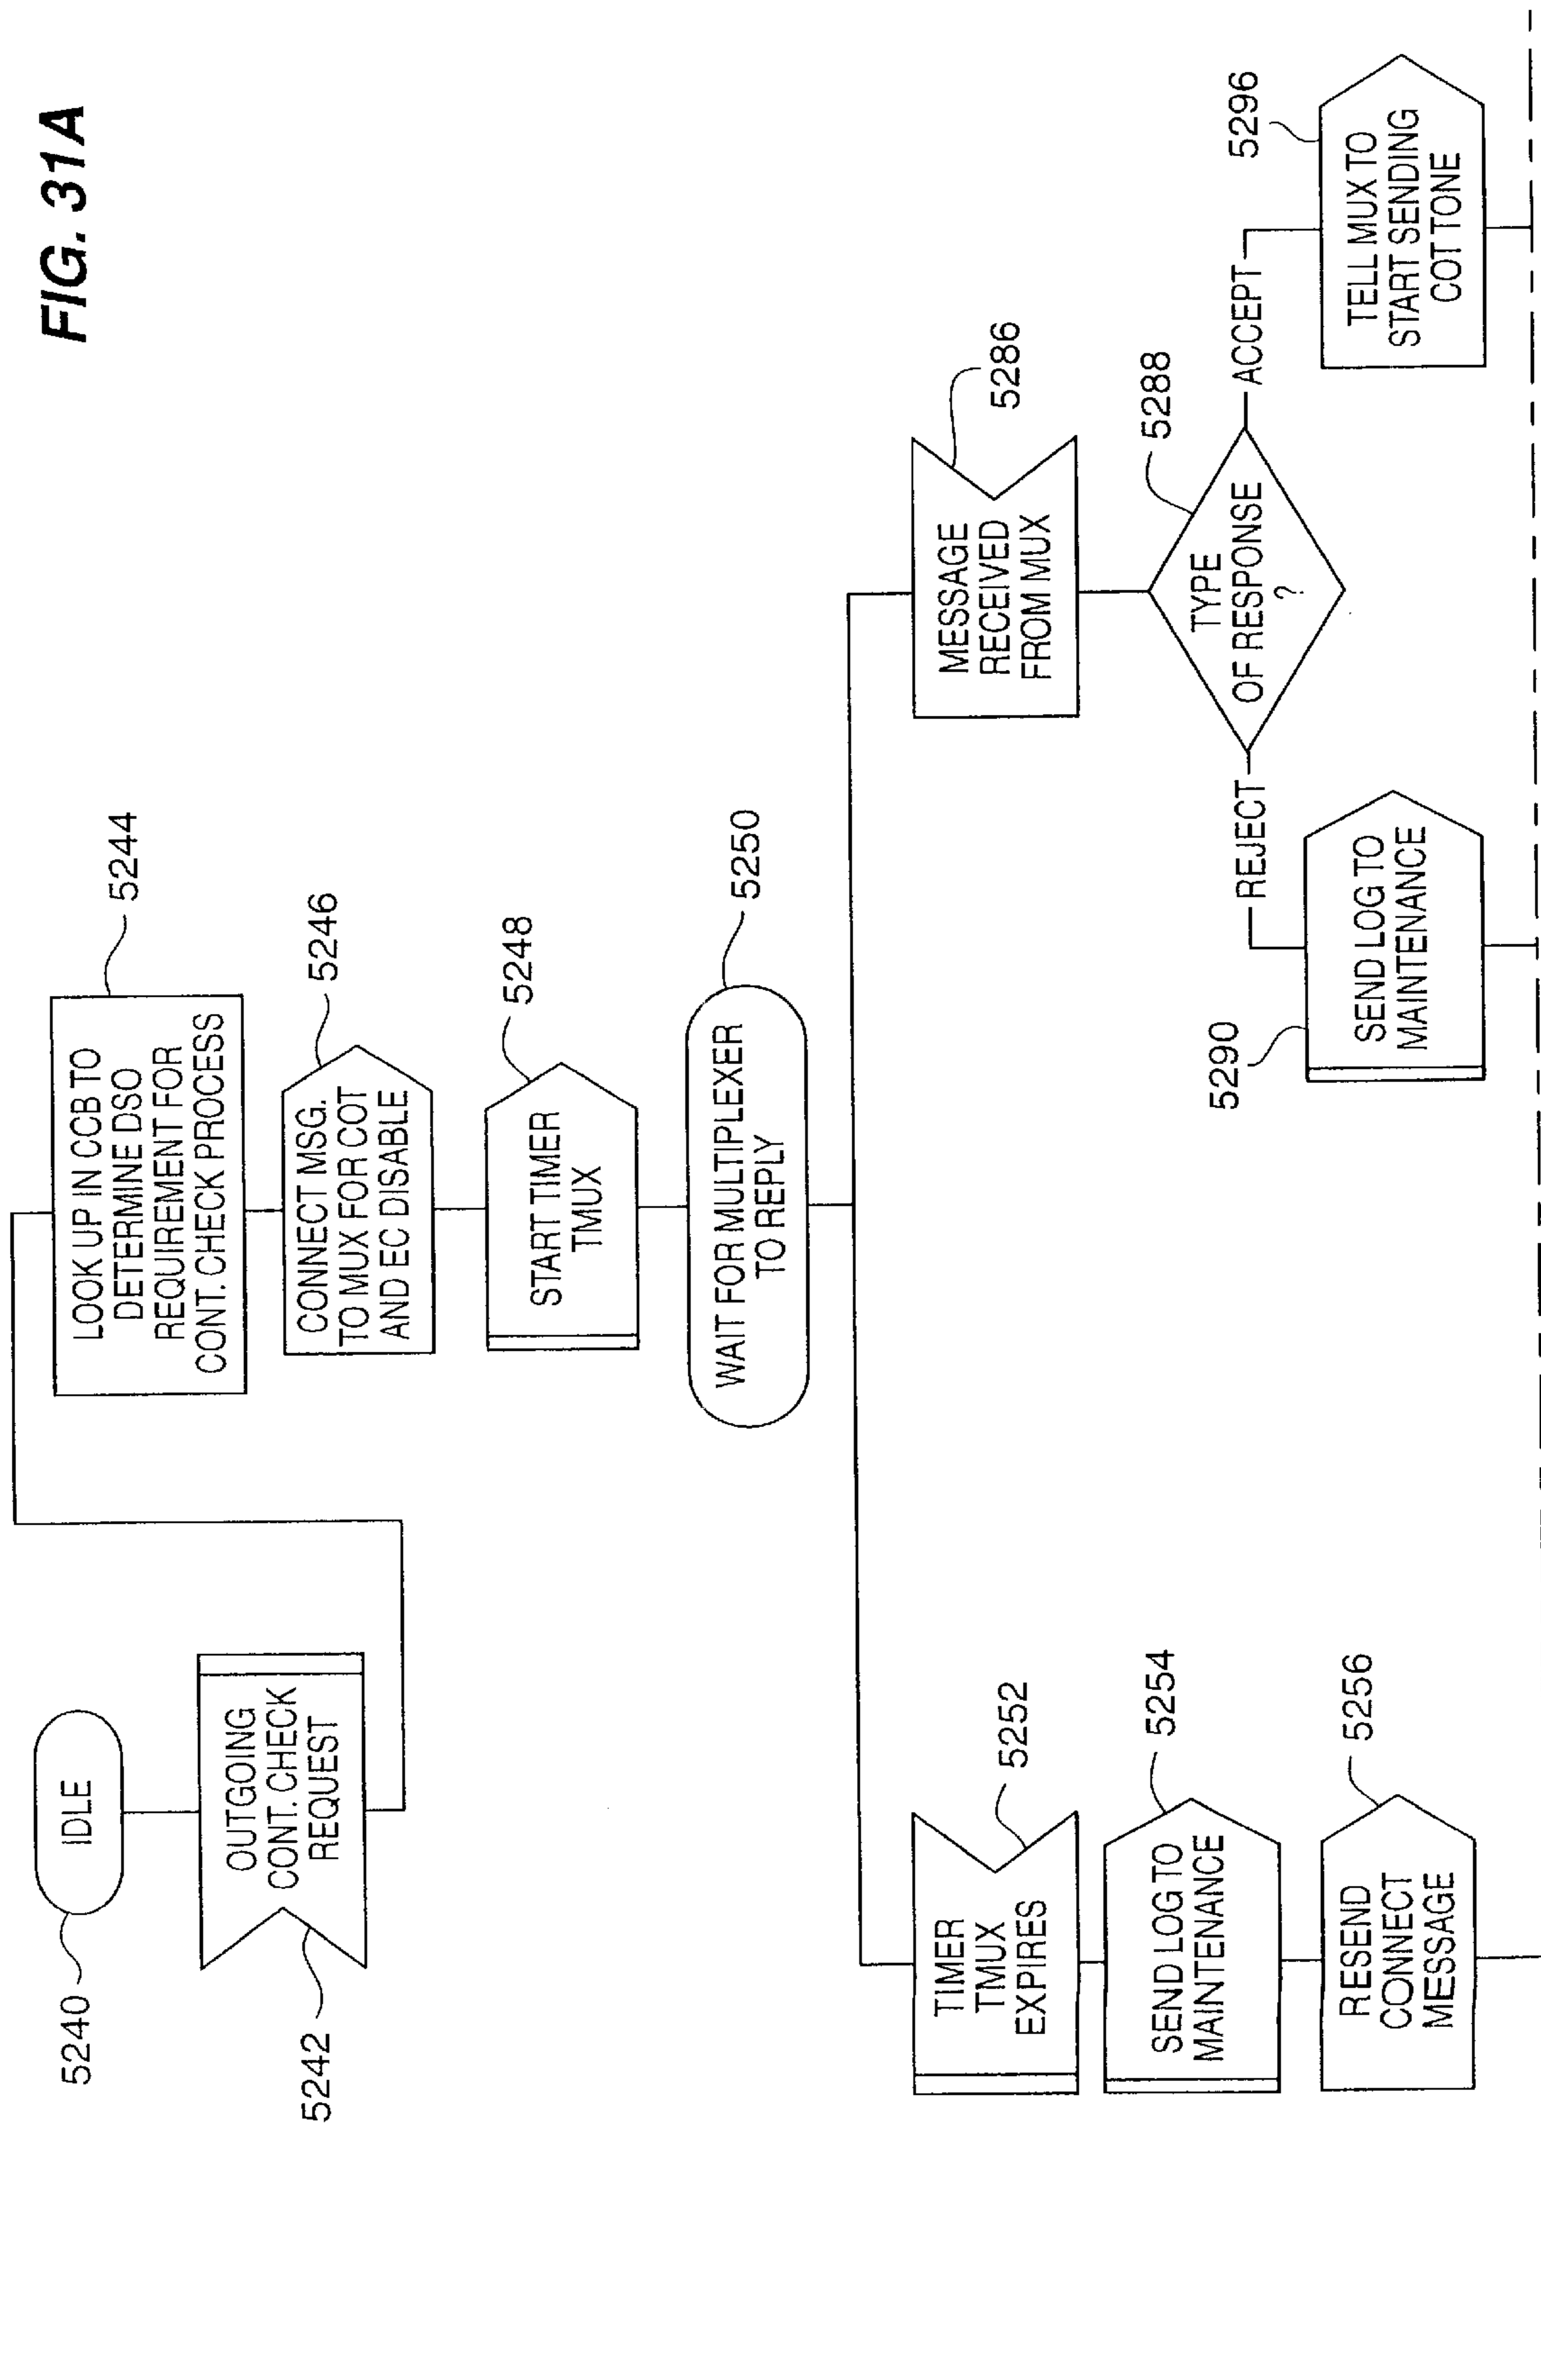 FIG. 31A
5240
IDLE
5242
OUTGOING
CONT. CHECK
REQUEST
5244
LOOK UP IN CCB TO
DETERMINE DSO
REQUIREMENT FOR
CONT. CHECK PROCESS
5246
CONNECT MSG.
TO MUX FOR COT
AND EC DISABLE
5248
START TIMER
TMUX
5250
WAIT FOR MULTIPLEXER
TO REPLY
5252
TIMER
TMUX
EXPIRES
5254
SEND LOG TO
MAINTENANCE
5256
RESEND
CONNECT
MESSAGE
5286
MESSAGE
RECEIVED
FROM MUX
5288
TYPE
OF RESPONSE
?
REJECT
ACCEPT
5290
SEND LOG TO
MAINTENANCE
5296
TELL MUX TO
START SENDING
COT TONE